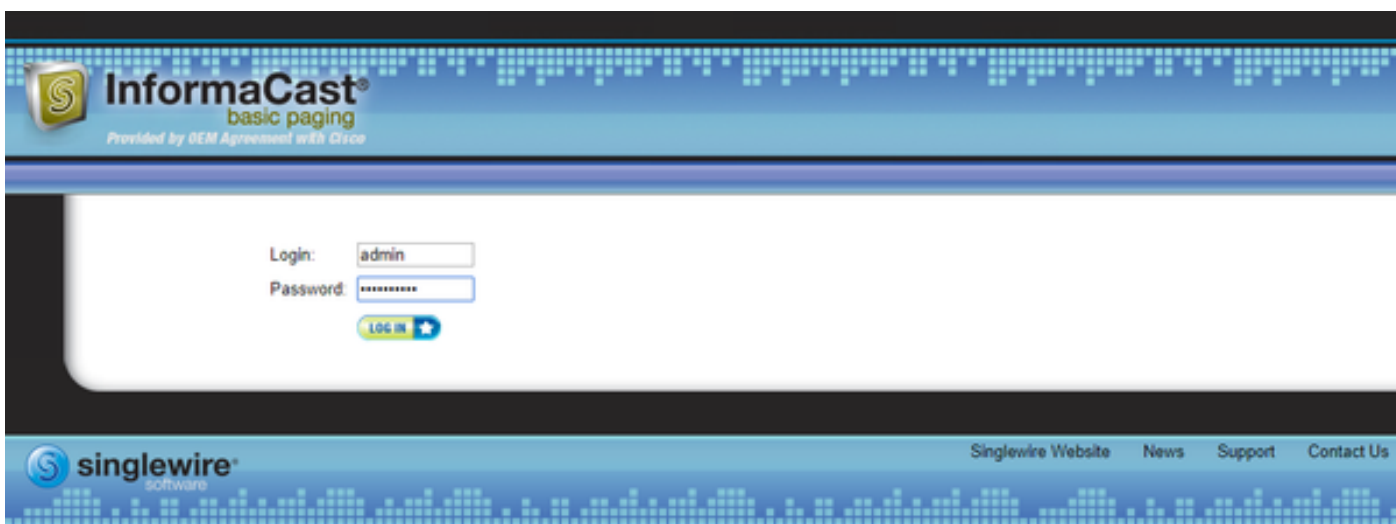 InformaCast®
basic paging
Provided by OEM Agreement with Cisco
Login: admin
Password: ••••••••••
LOG IN
singlewire®
software
Singlewire Website News Support Contact Us